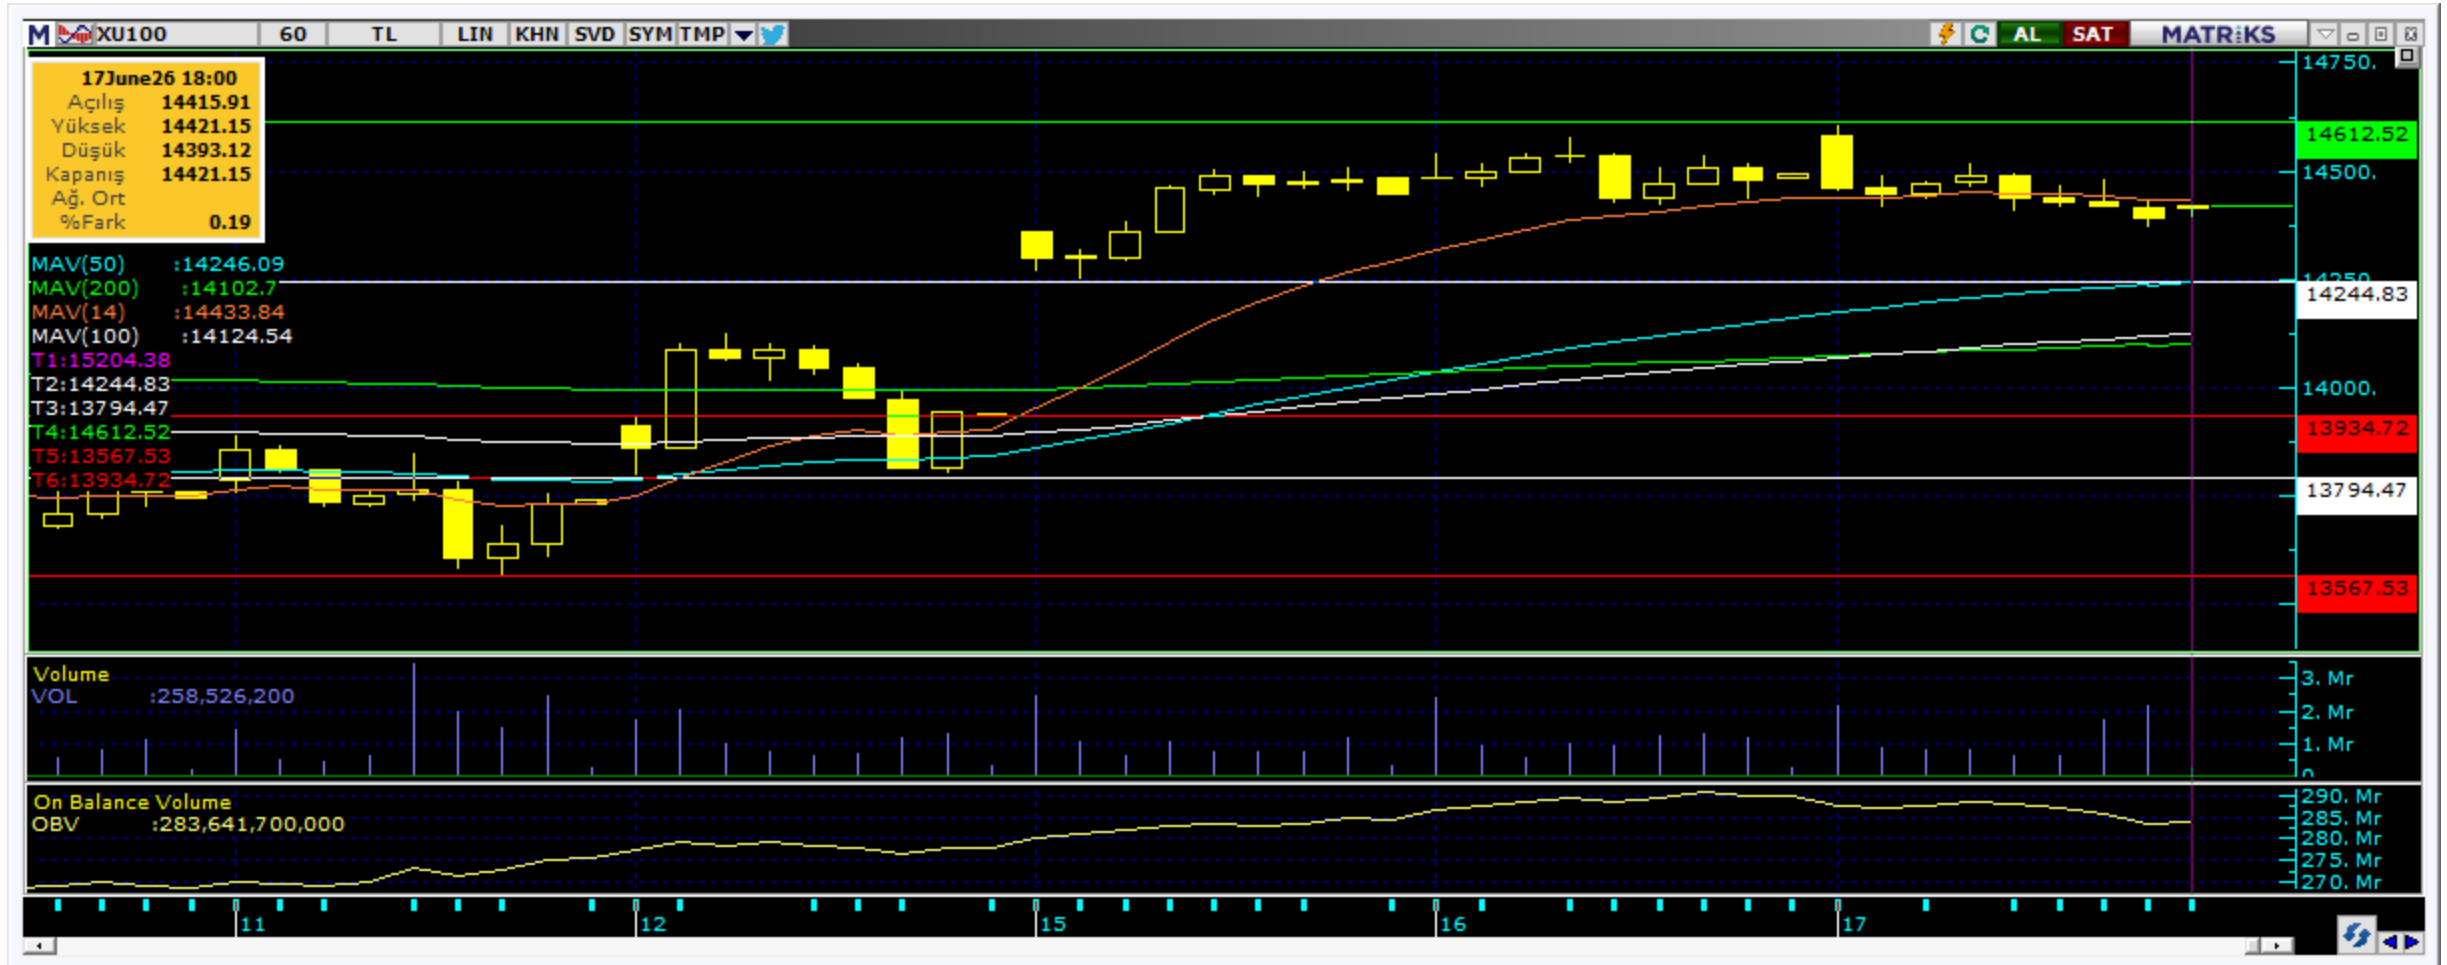 M XU100 60 TL LIN KHN SVD SYM TMP AL SAT MATRiKS
17June26 18:00
Açılış 14415.91
Yüksek 14421.15
Düşük 14393.12
Kapanış 14421.15
Ağ. Ort
%Fark 0.19
MAV(50) :14246.09
MAV(200) :14102.7
MAV(14) :14433.84
MAV(100) :14124.54
T1:15204.38
T2:14244.83
T3:13794.47
T4:14612.52
T5:13567.53
T6:13934.72
14750.
14612.52
14500.
14250.
14244.83
14000.
13934.72
13794.47
13567.53
Volume
VOL :258,526,200
3. Mr
2. Mr
1. Mr
0
On Balance Volume
OBV :283,641,700,000
290. Mr
285. Mr
280. Mr
275. Mr
270. Mr
11 12 15 16 17